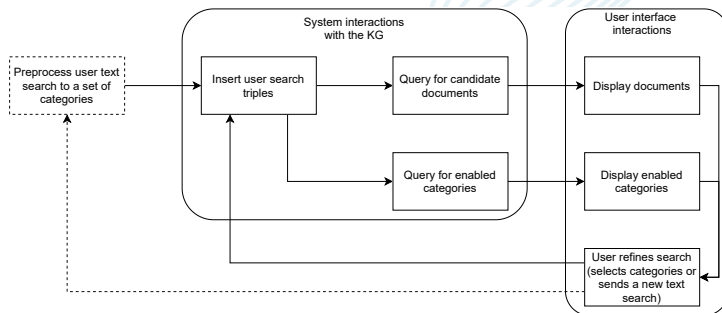 System interactions
with the KG
User interface
interactions
Preprocess user text
search to a set of
categories
Insert user search
triples
Query for candidate
documents
Display documents
Query for enabled
categories
Display enabled
categories
User refines search
(selects categories or
sends a new text
search)